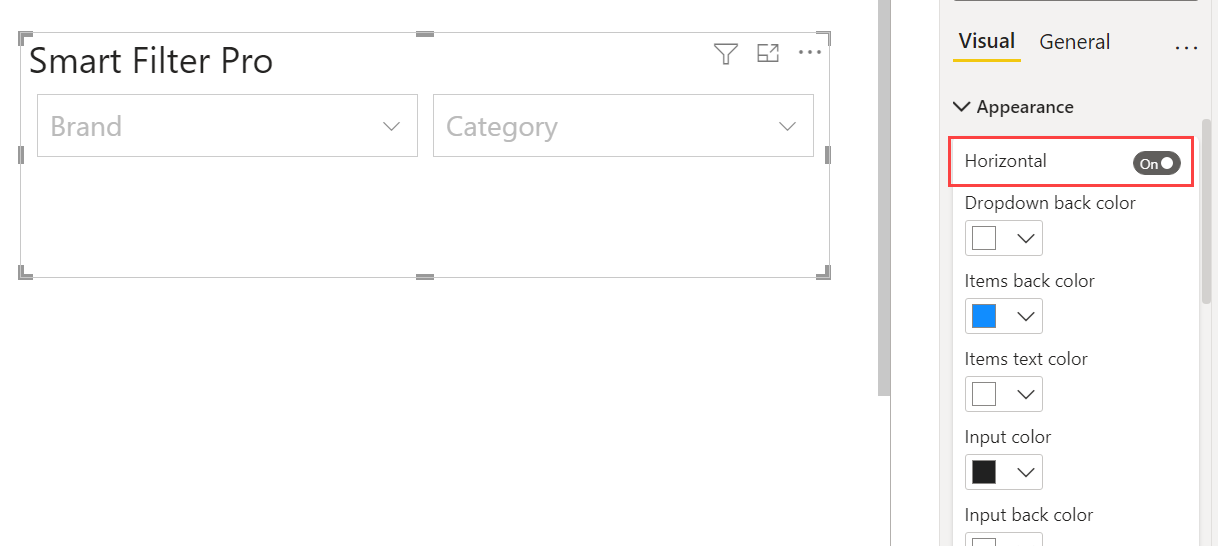 Smart Filter Pro
Brand
Category
Visual General
Appearance
Horizontal On
Dropdown back color
Items back color
Items text color
Input color
Input back color